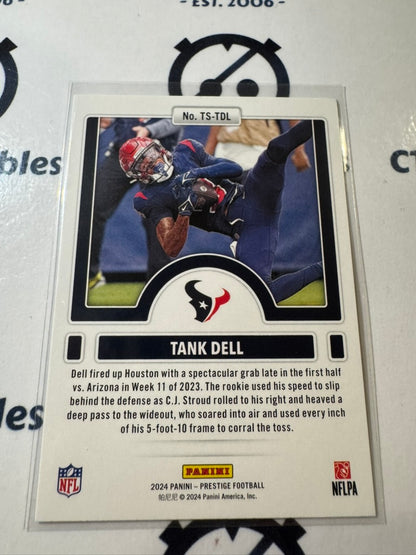 - EST. 2006 -
No. TS-TDL
TANK DELL
Dell fired up Houston with a spectacular grab late in the first half
vs. Arizona in Week 11 of 2023. The rookie used his speed to slip
behind the defense as C.J. Stroud rolled to his right and heaved a
deep pass to the wideout, who soared into air and used every inch
of his 5-foot-10 frame to corral the toss.
NFL
PANINI
2024 PANINI – PRESTIGE FOOTBALL
帕尼尼 © 2024 Panini America, Inc.
NFLPA